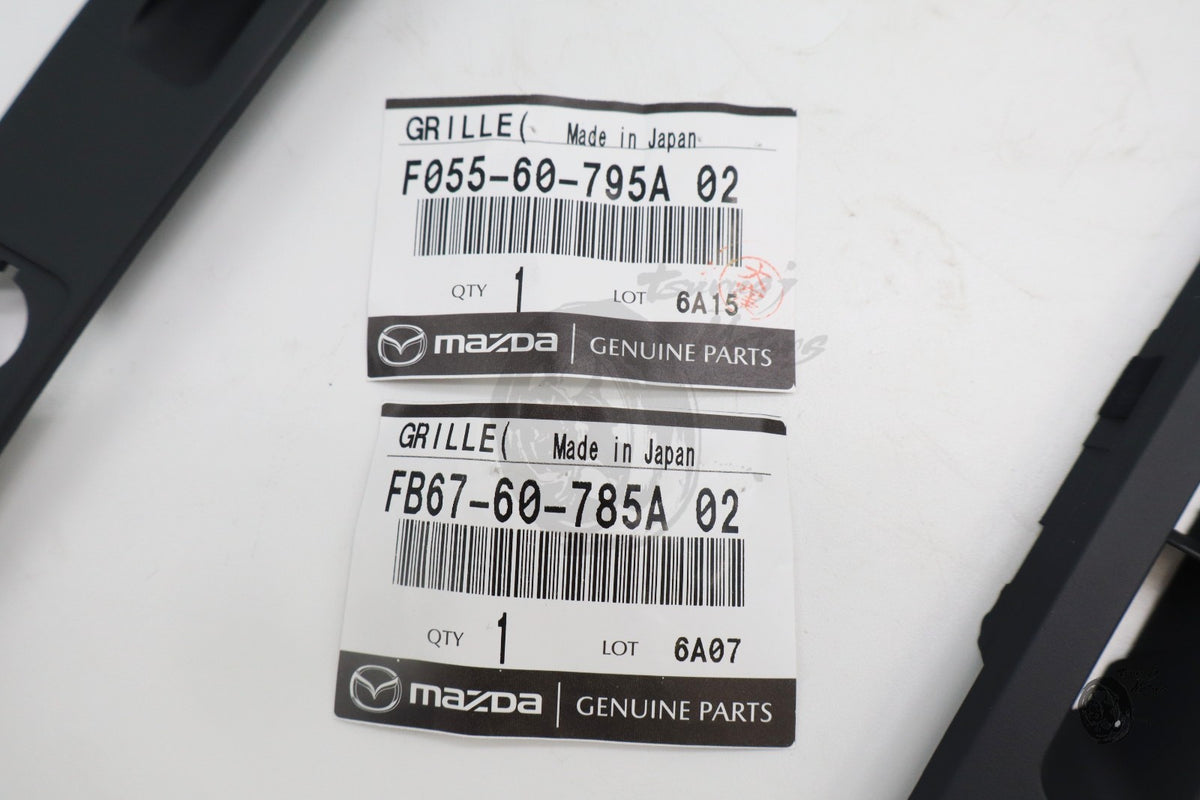 GRILLE( Made in Japan
F055-60-795A 02
QTY 1 LOT 6A15
mazda GENUINE PARTS
GRILLE( Made in Japan
FB67-60-785A 02
QTY 1 LOT 6A07
mazda GENUINE PARTS